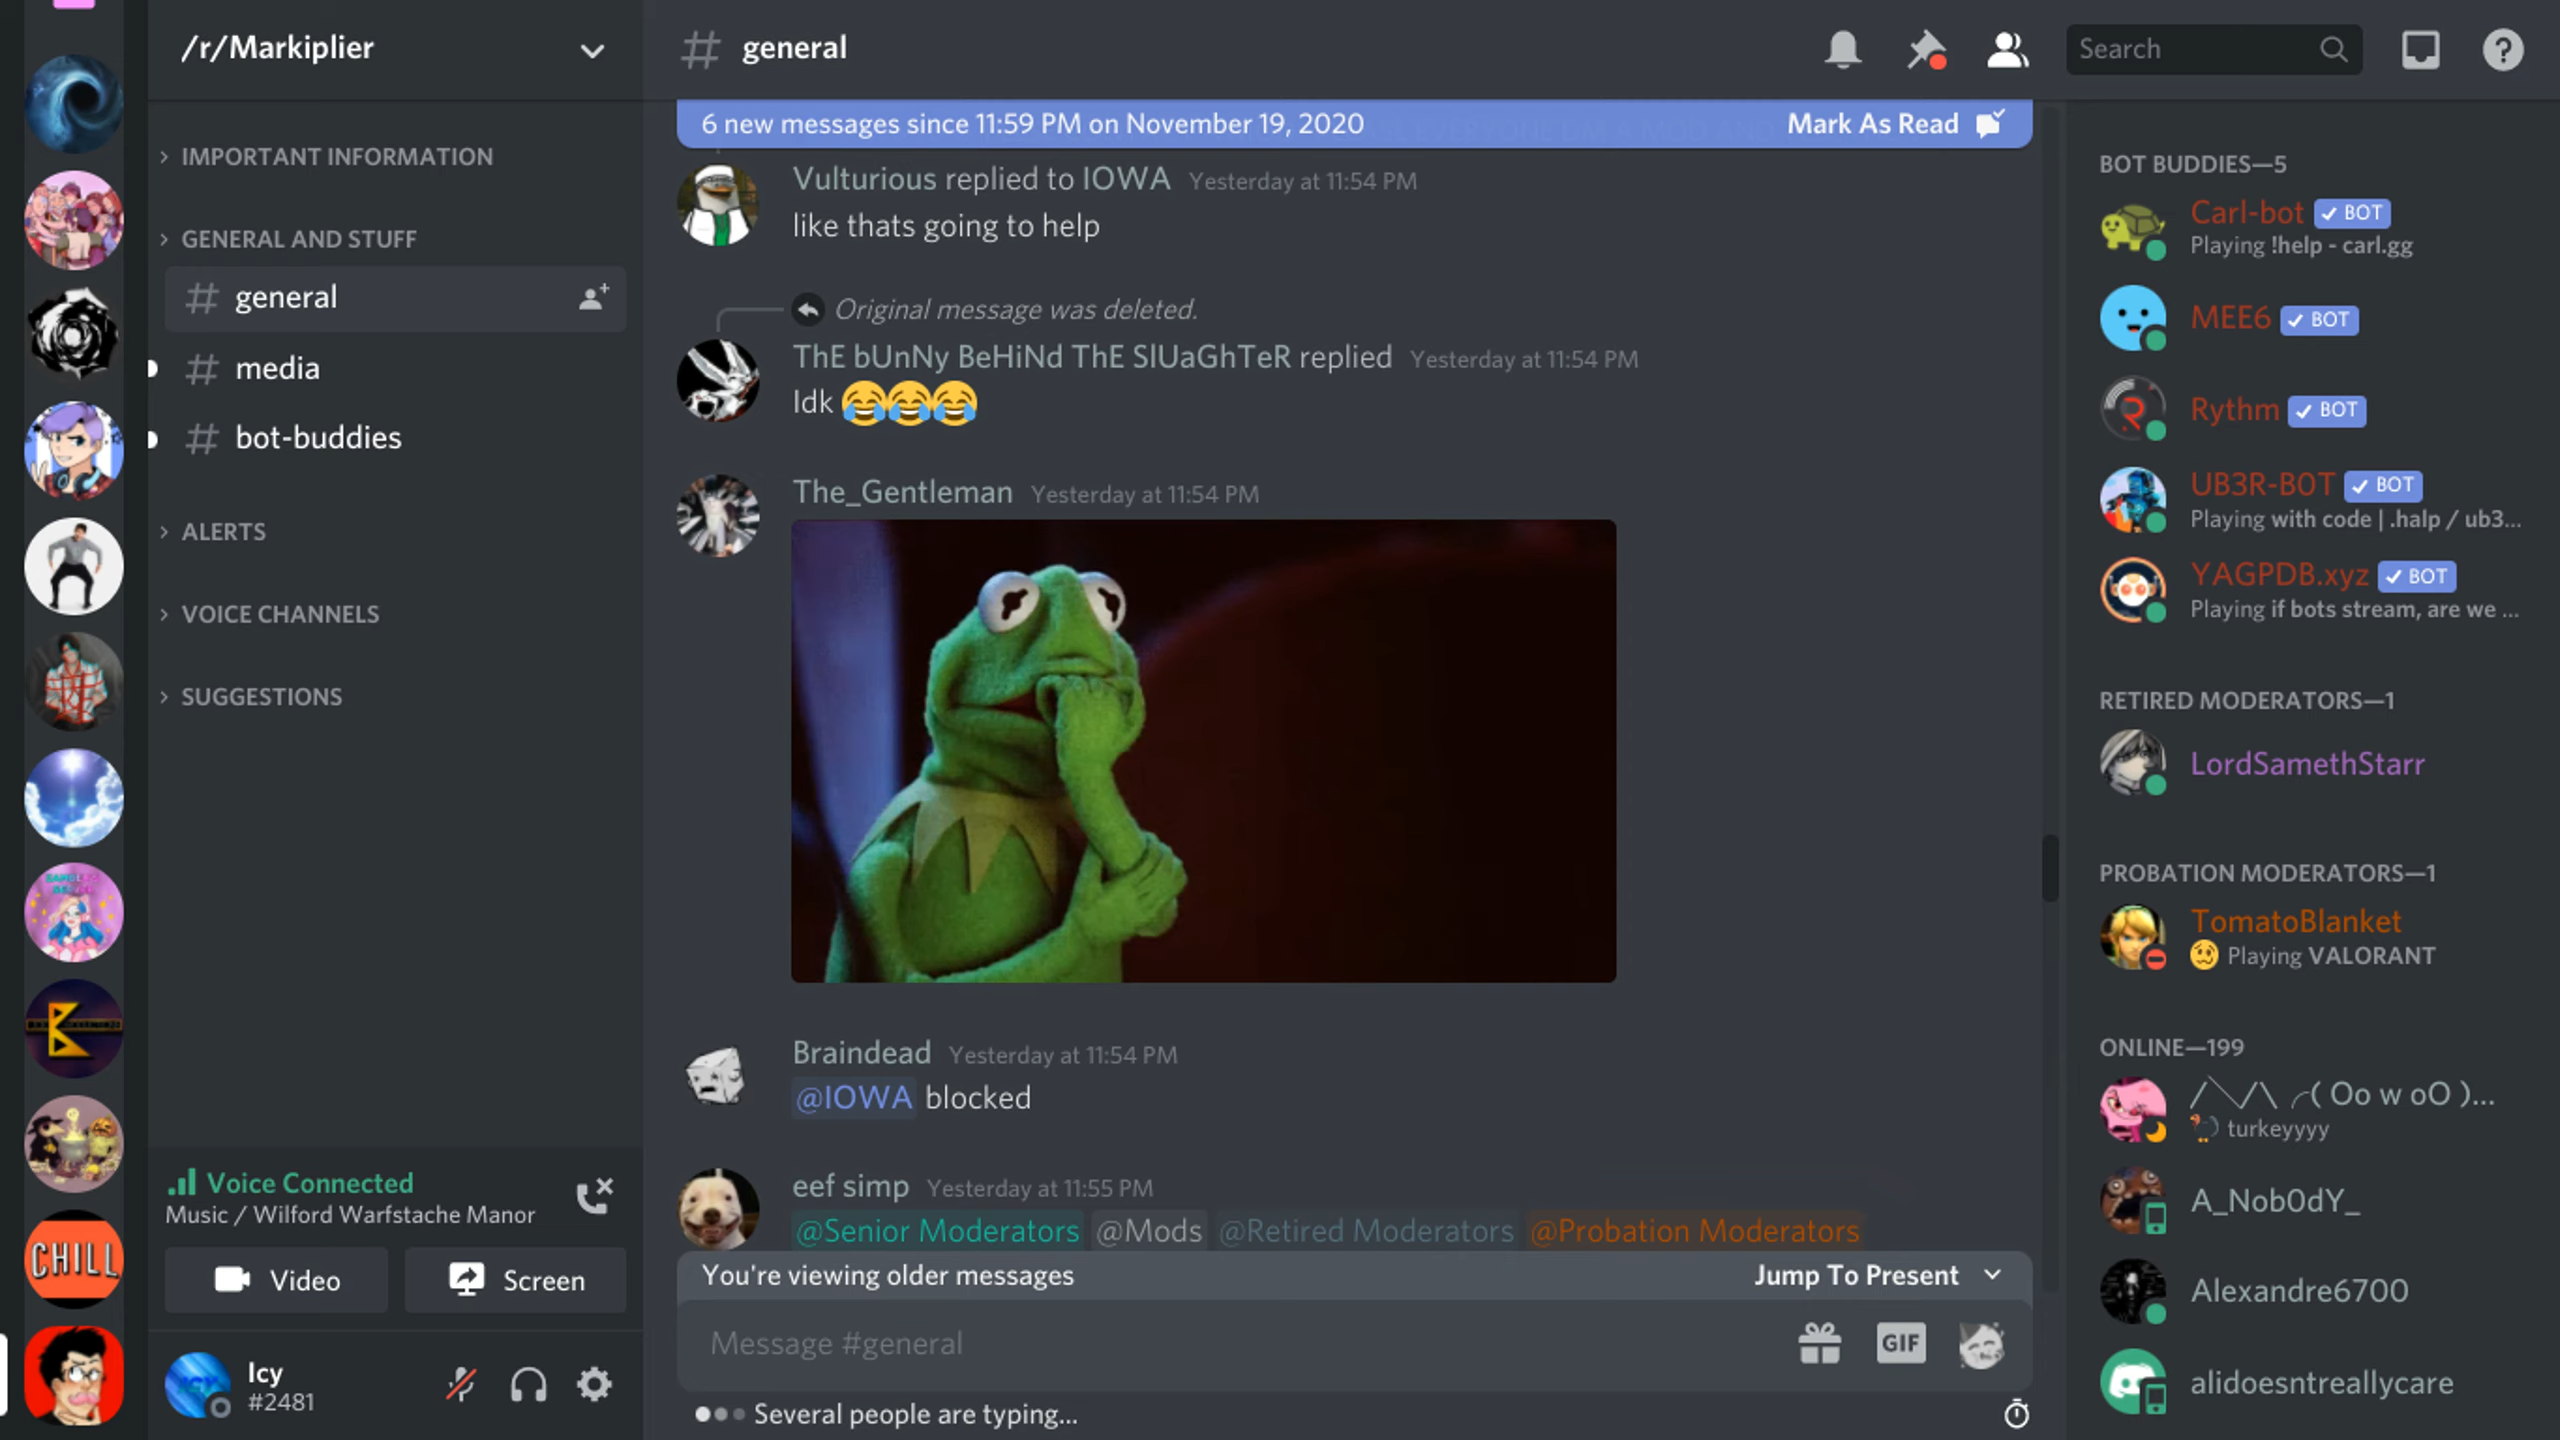 /r/Markiplier
IMPORTANT INFORMATION
GENERAL AND STUFF
general
media
bot-buddies
ALERTS
VOICE CHANNELS
SUGGESTIONS
CHILL
Voice Connected
Music / Wilford Warfstache Manor
Video
Screen
Icy
#2481
# general
6 new messages since 11:59 PM on November 19, 2020
Mark As Read
Vulturious replied to IOWA Yesterday at 11:54 PM
like thats going to help
Original message was deleted.
ThE bUnNy BeHiNd ThE SlUaGhTeR replied Yesterday at 11:54 PM
Idk 😂😂😂
The_Gentleman Yesterday at 11:54 PM
Braindead Yesterday at 11:54 PM
@IOWA blocked
eef simp Yesterday at 11:55 PM
@Senior Moderators @Mods @Retired Moderators @Probation Moderators
You're viewing older messages
Jump To Present
Message #general
GIF
Several people are typing...
Search
BOT BUDDIES—5
Carl-bot ✓ BOT
Playing !help - carl.gg
MEE6 ✓ BOT
Rythm ✓ BOT
UB3R-B0T ✓ BOT
Playing with code | .halp / ub3...
YAGPDB.xyz ✓ BOT
Playing if bots stream, are we ...
RETIRED MODERATORS—1
LordSamethStarr
PROBATION MODERATORS—1
TomatoBlanket
Playing VALORANT
ONLINE—199
/╲/\ ╭( Oo w oO )...
turkeyyyy
A_Nob0dY_
Alexandre6700
alidoesntreallycare